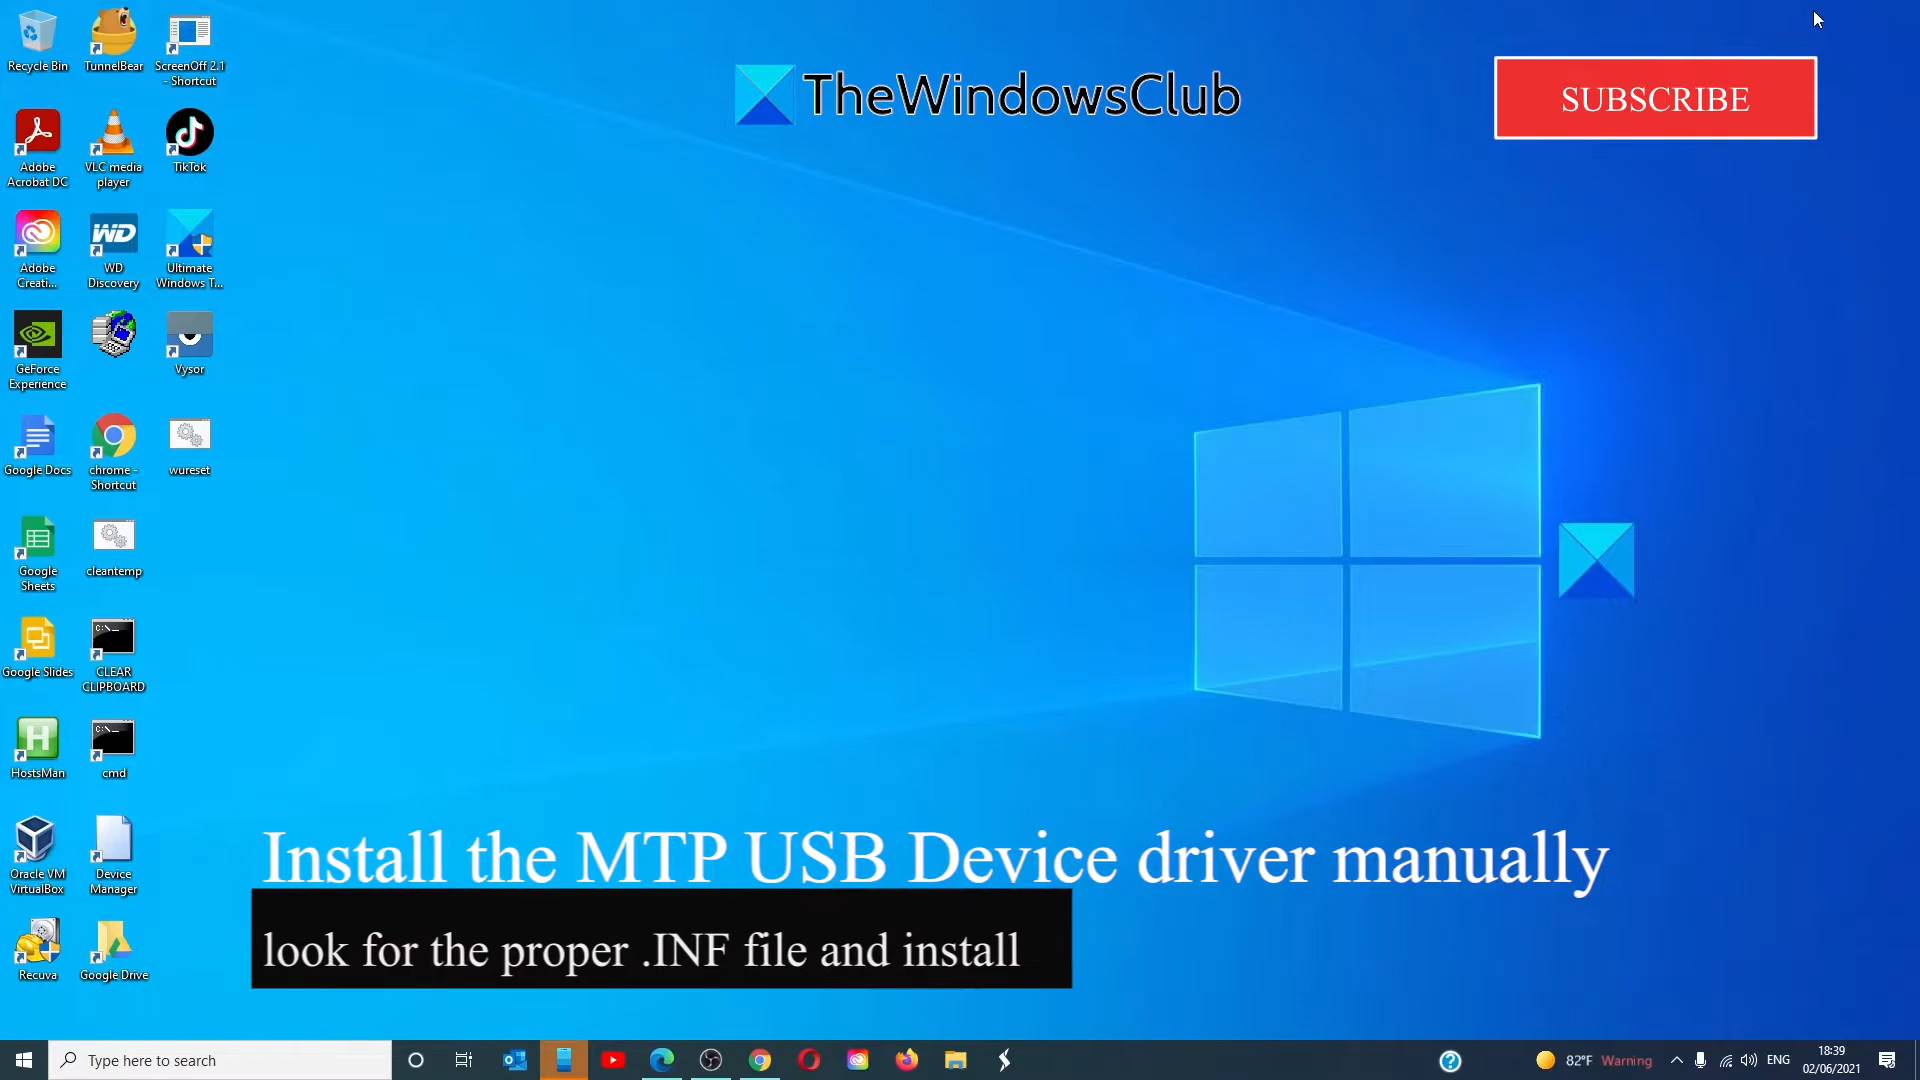 Recycle Bin
TunnelBear
ScreenOff 2.1
- Shortcut
Adobe
Acrobat DC
VLC media
player
TikTok
Adobe
Creati...
WD
WD
Discovery
Ultimate
Windows T...
GeForce
Experience
Vysor
Google Docs
chrome -
Shortcut
wureset
Google
Sheets
cleantemp
Google Slides
C:\_
CLEAR
CLIPBOARD
H
HostsMan
C:\_
cmd
Oracle VM
VirtualBox
Device
Manager
Recuva
Google Drive
TheWindowsClub
SUBSCRIBE
Install the MTP USB Device driver manually
look for the proper .INF file and install
Type here to search
82°F Warning
ENG
18:39
02/06/2021